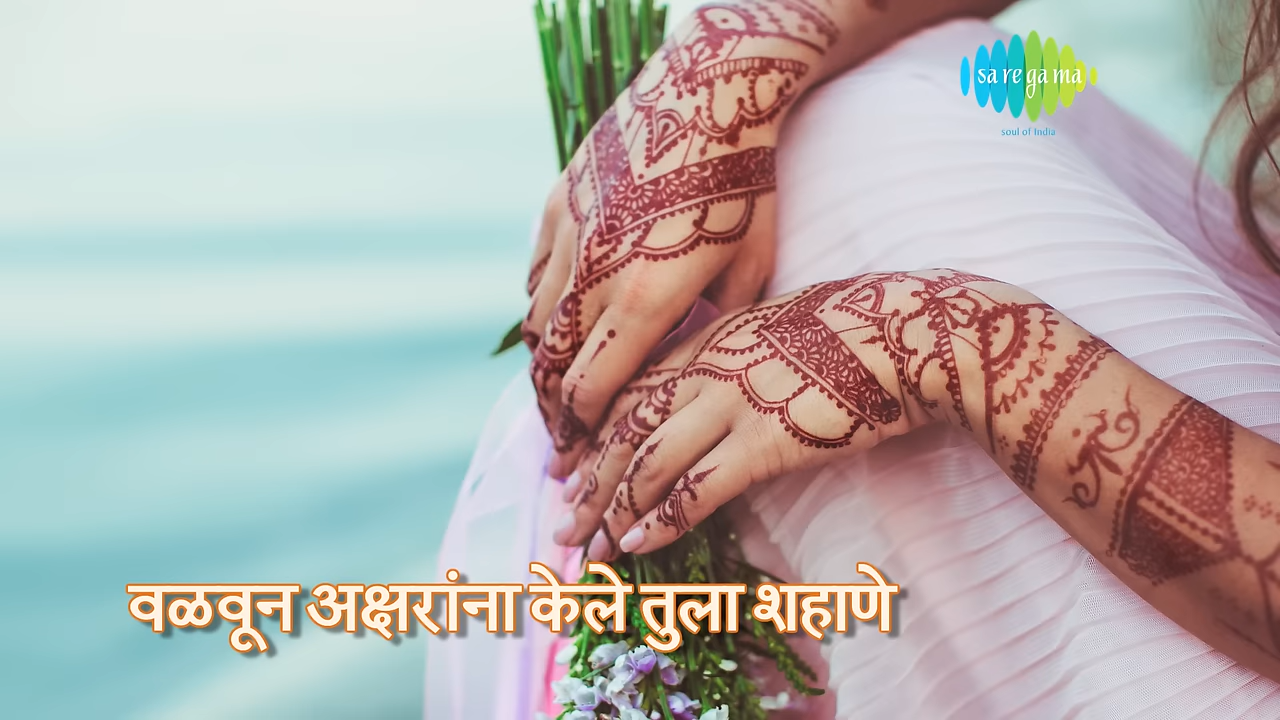 sa re ga ma
soul of India
वळवून अक्षरांना केले तुला शहाणे